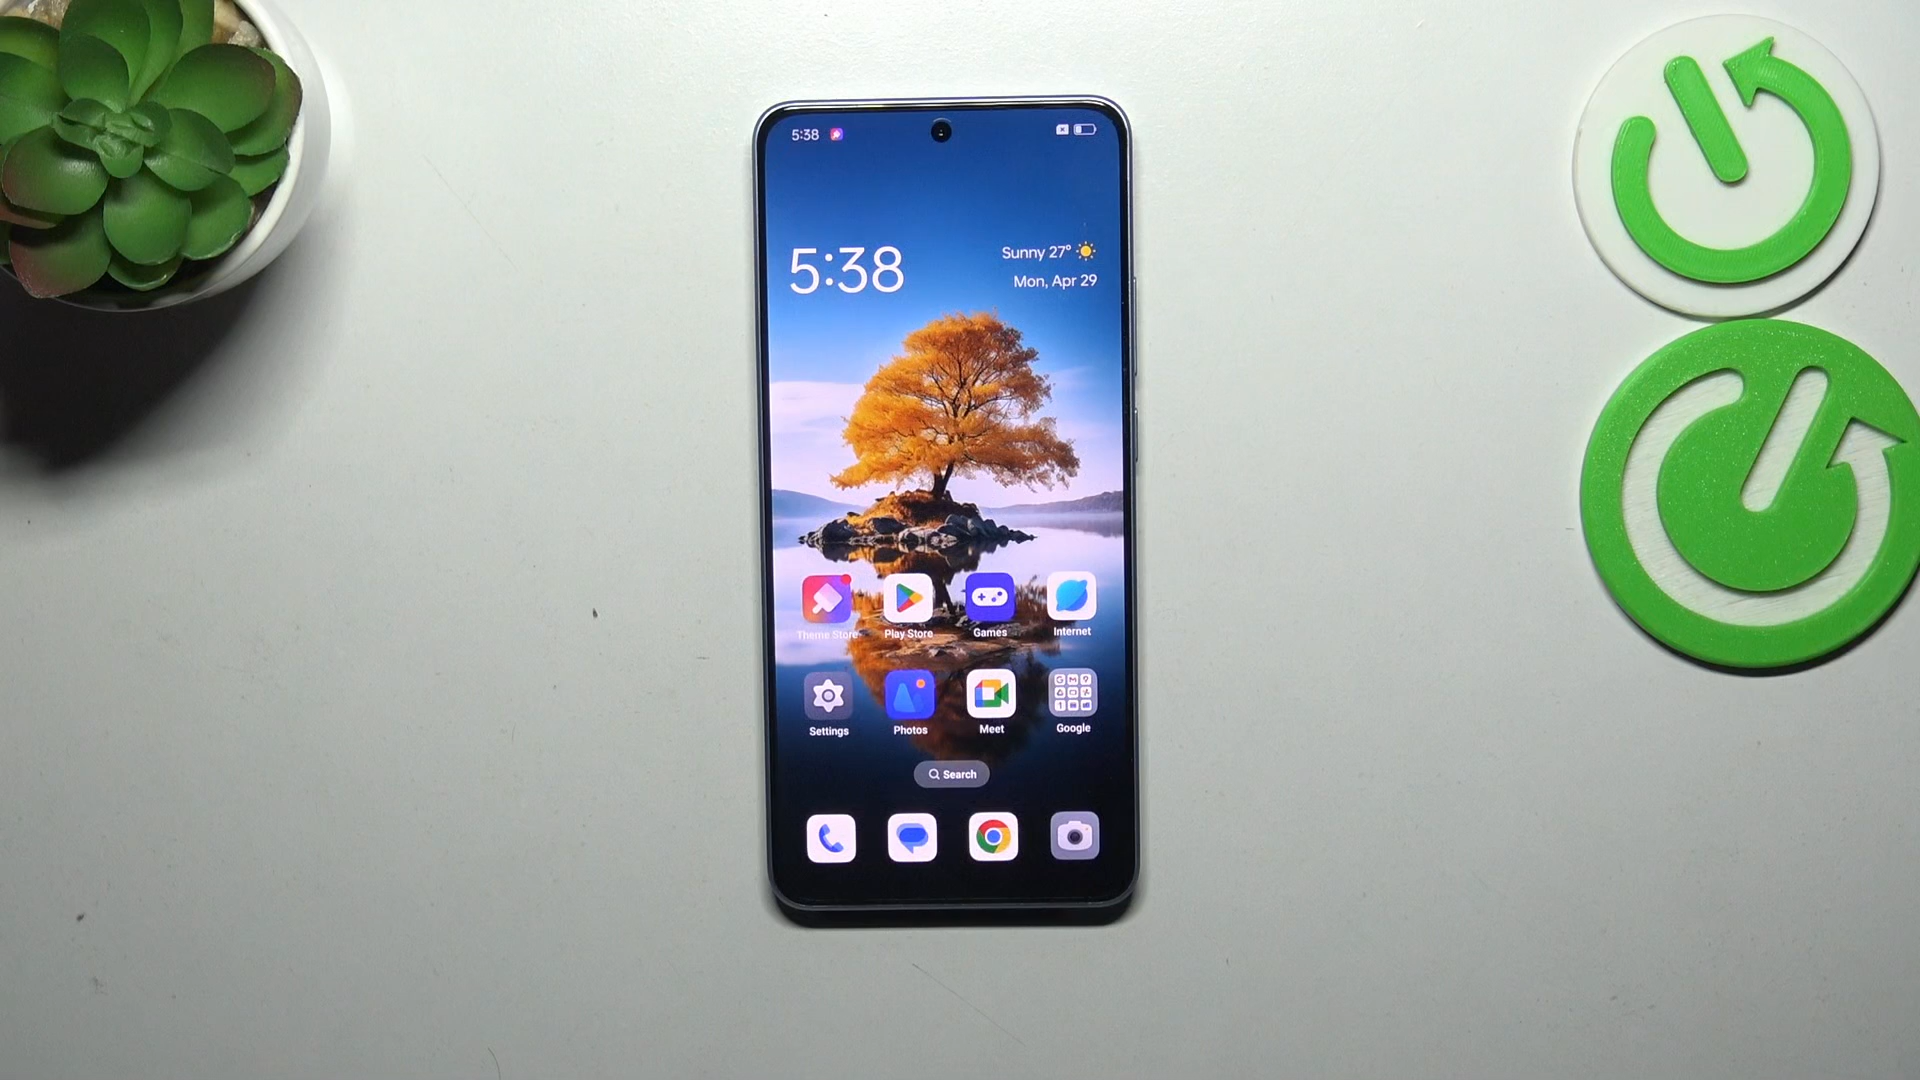 5:38
5:38
Sunny 27°
Mon, Apr 29
Theme Store
Play Store
Games
Internet
Settings
Photos
Meet
Google
Search